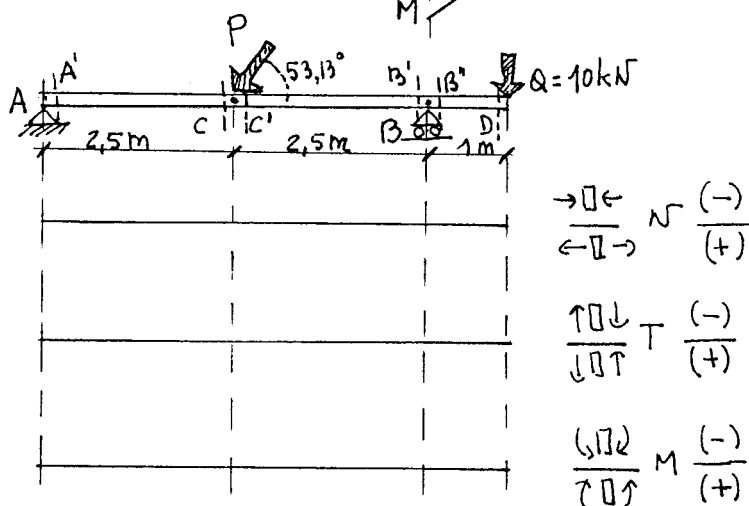 M
P
A A' 53,13° B' B'' Q = 10kN
C C' B D
2,5m 2,5m 1m
→▯← N (-)
←▯→ (+)
↑▯↓ T (-)
↓▯↑ (+)
M (-)
(+)